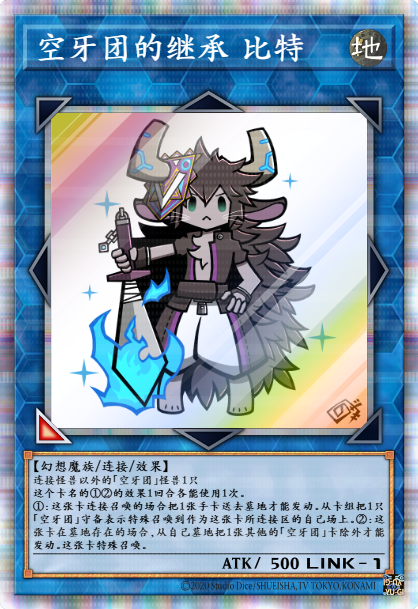 空牙团的继承 比特
地
【幻想魔族/连接/效果】
连接怪兽以外的「空牙团」怪兽1只
这个卡名的①②的效果1回合各能使用1次。
①:这张卡连接召唤的场合把1张手卡送去墓地才能发动。从卡组把1只
「空牙团」守备表示特殊召唤到作为这张卡所连接区的自己场上。②:这
张卡在墓地存在的场合,从自己墓地把1张其他的「空牙团」卡除外才能
发动。这张卡特殊召唤。
ATK/ 500 LINK-1
©2020 Studio Dice/SHUEISHA,TV TOKYO,KONAMI